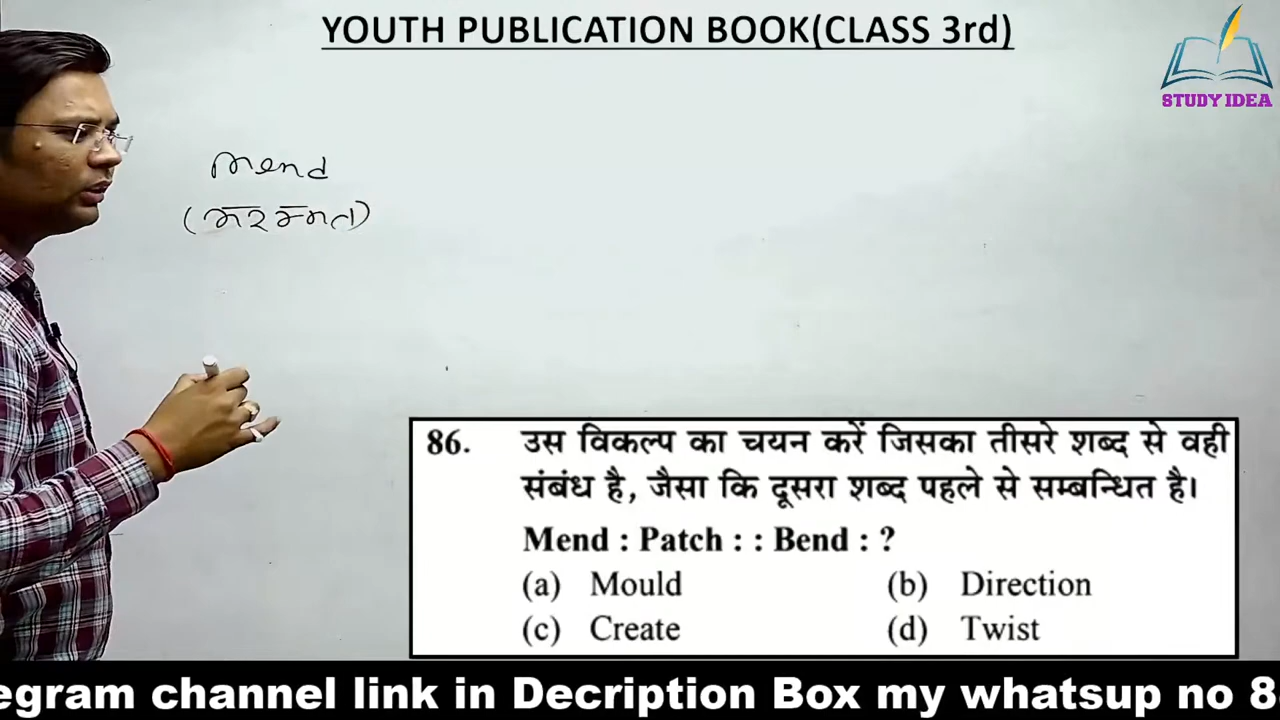 YOUTH PUBLICATION BOOK(CLASS 3rd)
STUDY IDEA
Mend
(मरम्मत)
86. उस विकल्प का चयन करें जिसका तीसरे शब्द से वही
संबंध है, जैसा कि दूसरा शब्द पहले से सम्बन्धित है।
Mend : Patch : : Bend : ?
(a) Mould (b) Direction
(c) Create (d) Twist
egram channel link in Decription Box my whatsup no 8